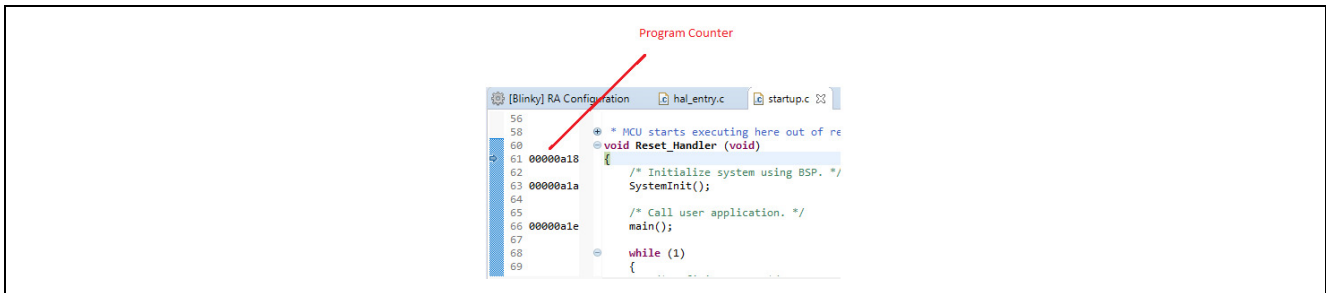 Program Counter
[Blinky] RA Configuration hal_entry.c startup.c
56
58 * MCU starts executing here out of re
60 void Reset_Handler (void)
61 00000a18 {
62 /* Initialize system using BSP. */
63 00000a1a SystemInit();
64
65 /* Call user application. */
66 00000a1e main();
67
68 while (1)
69 {